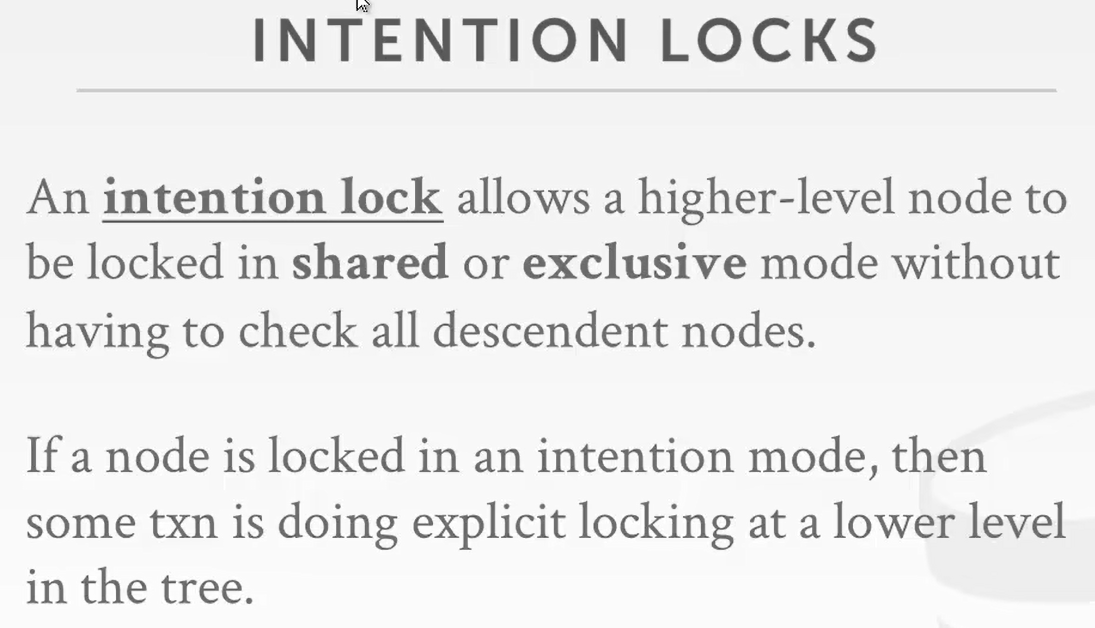 INTENTION LOCKS
An intention lock allows a higher-level node to
be locked in shared or exclusive mode without
having to check all descendent nodes.
If a node is locked in an intention mode, then
some txn is doing explicit locking at a lower level
in the tree.